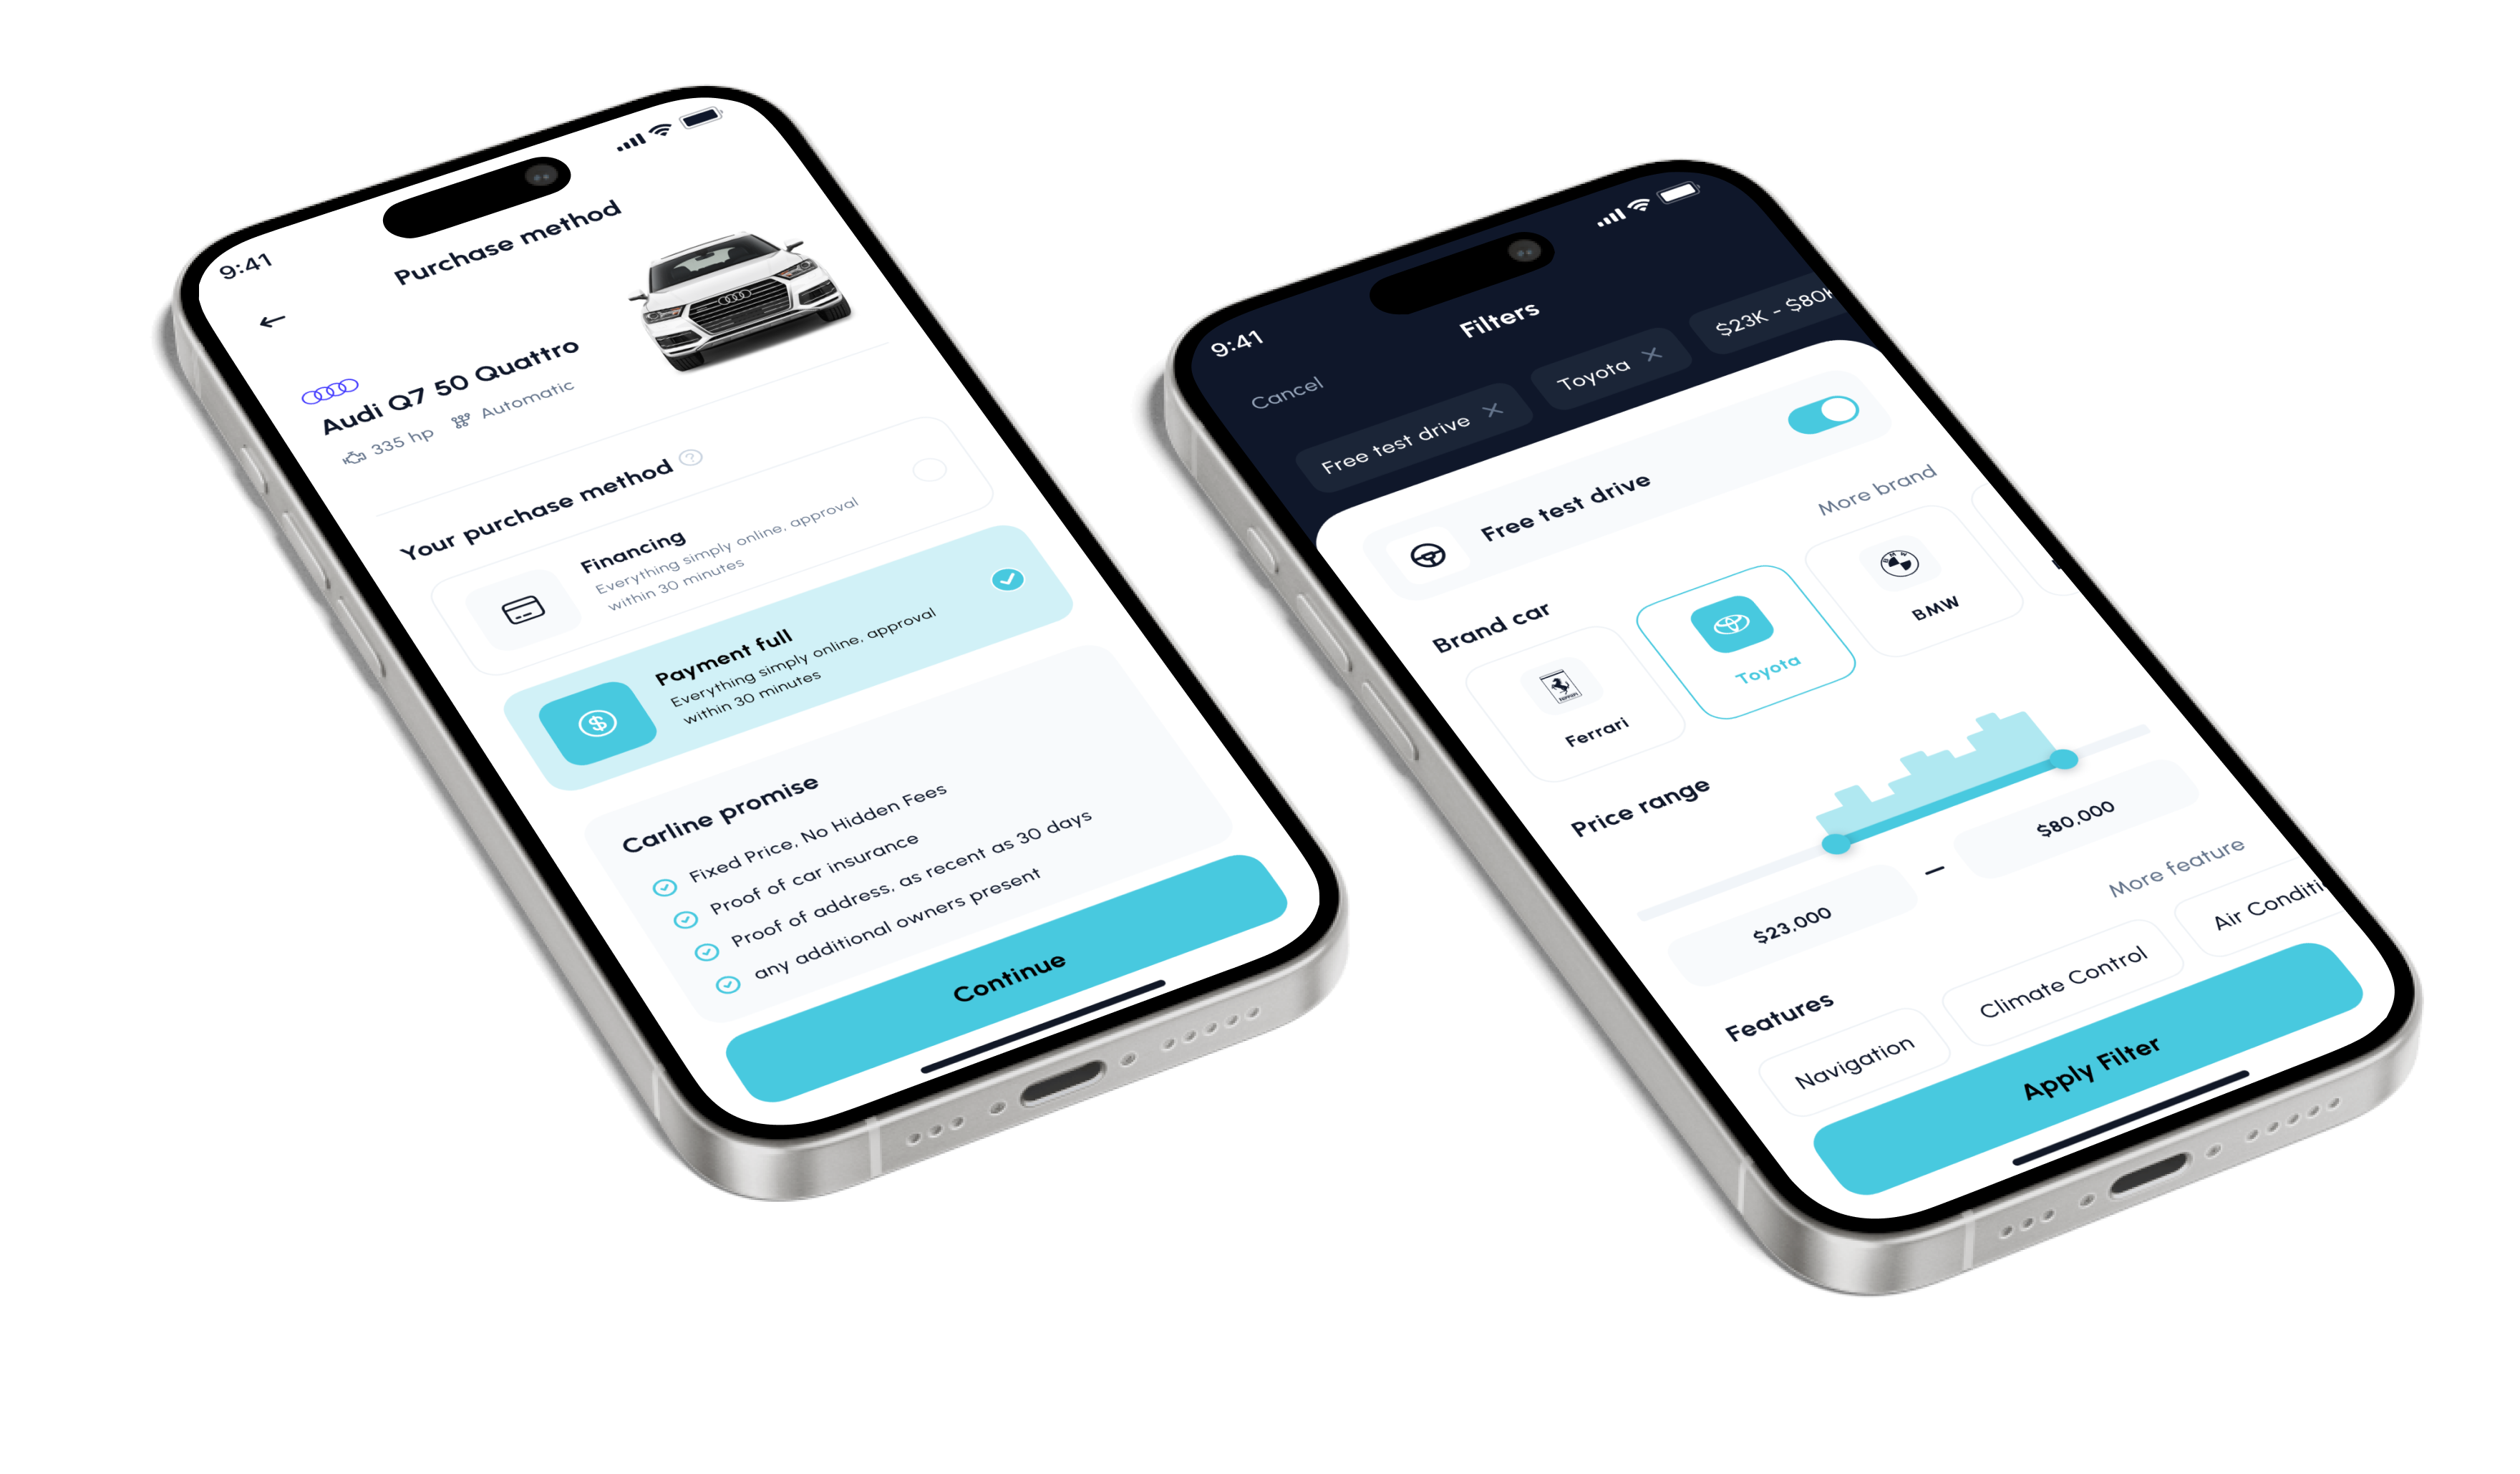 9:41
Purchase method
Audi Q7 50 Quattro
335 hp
Automatic
Your purchase method
?
Financing
Everything simply online, approval
within 30 minutes
$
Payment full
Everything simply online, approval
within 30 minutes
Carline promise
Fixed Price, No Hidden Fees
Proof of car insurance
Proof of address, as recent as 30 days
any additional owners present
Continue
9:41
Filters
Cancel
Free test drive
Toyota
$23K - $80K
Free test drive
Brand car
More brand
Ferrari
Toyota
BMW
Price range
$23,000
–
$80,000
Features
More feature
Navigation
Climate Control
Air Conditi
Apply Filter